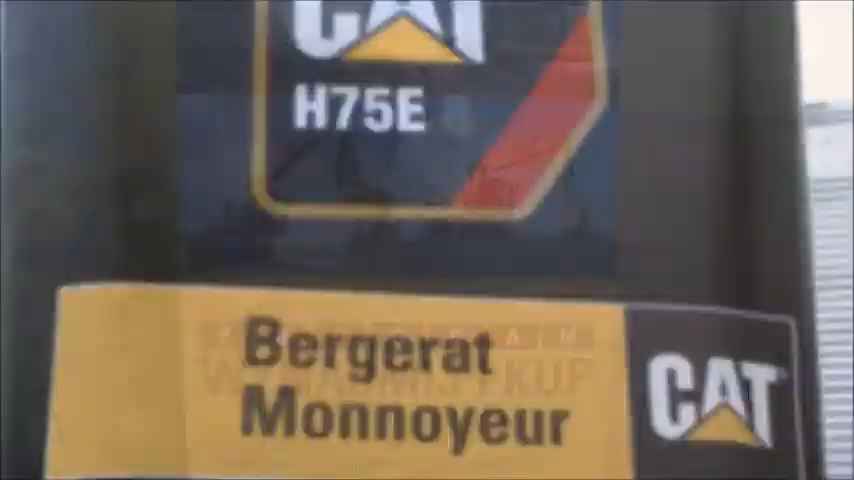 CAT
H75E
Bergerat
Monnoyeur
CAT